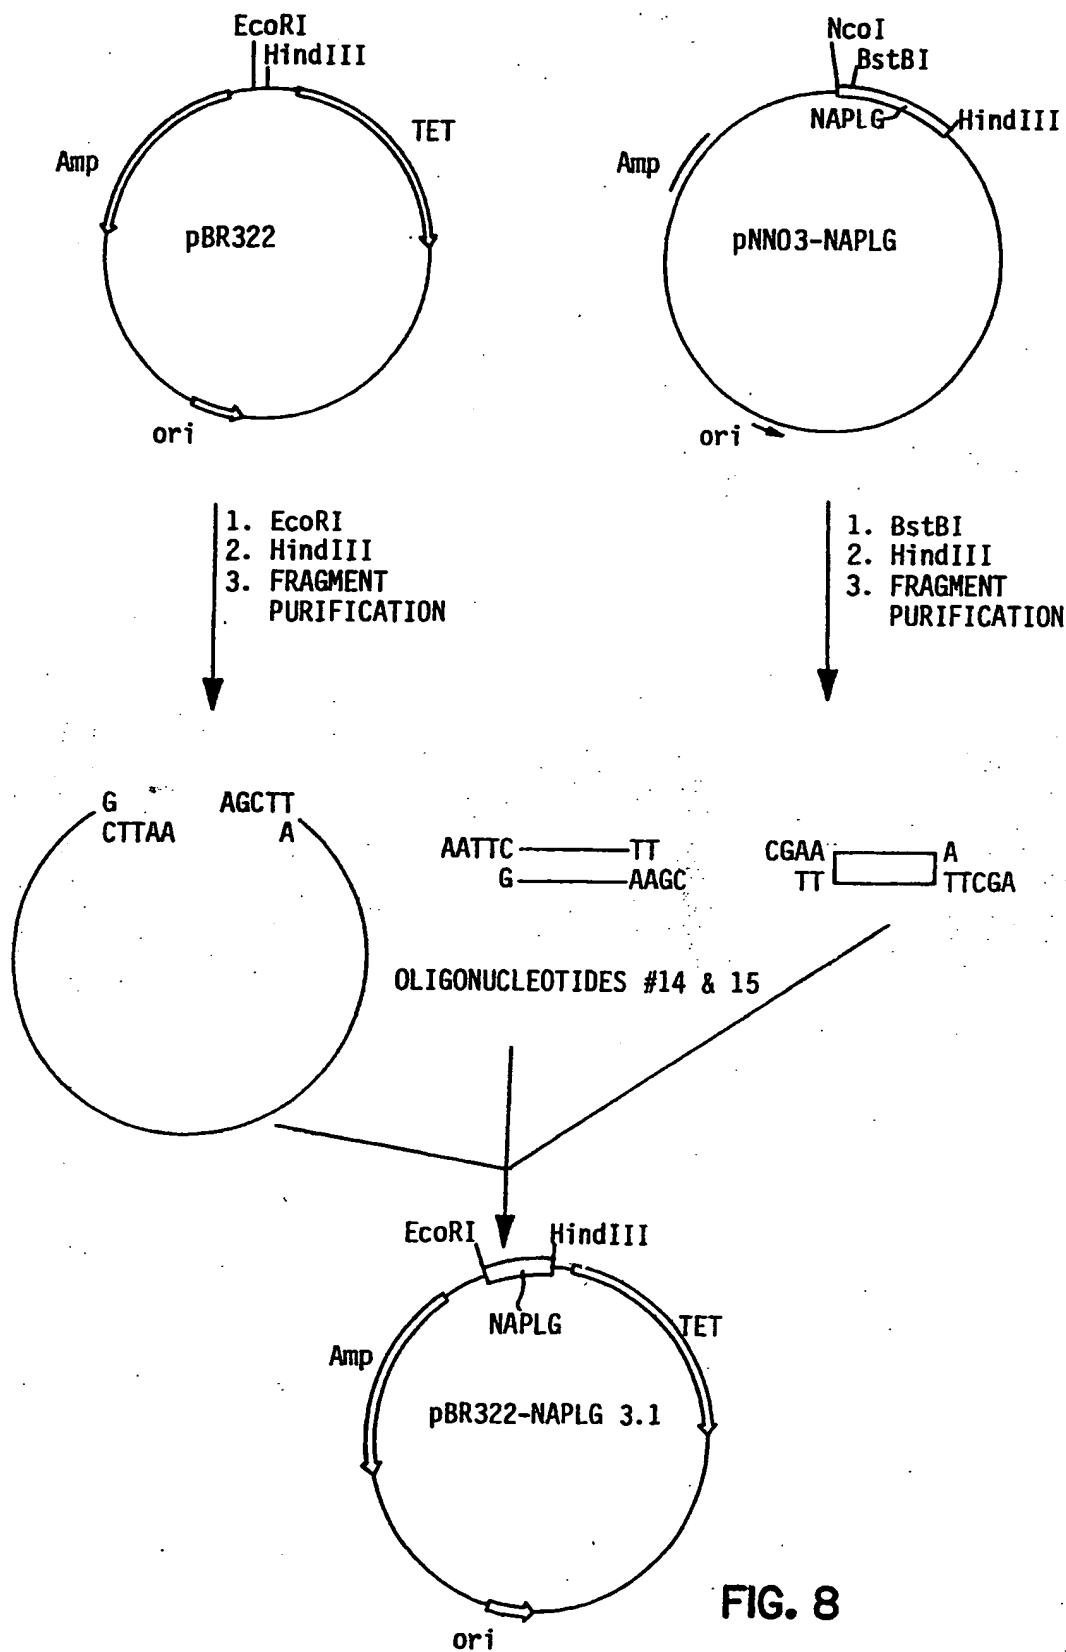 EcoRI
HindIII
Amp
TET
pBR322
ori
NcoI
BstBI
NAPLG
HindIII
Amp
pNNO3-NAPLG
ori
1. EcoRI
2. HindIII
3. FRAGMENT
PURIFICATION
1. BstBI
2. HindIII
3. FRAGMENT
PURIFICATION
G AGCTT
CTTAA A
AATTC TT
G AAGC
CGAA A
TT TTCGA
OLIGONUCLEOTIDES #14 & 15
EcoRI
HindIII
NAPLG
Amp
TET
pBR322-NAPLG 3.1
ori
FIG. 8